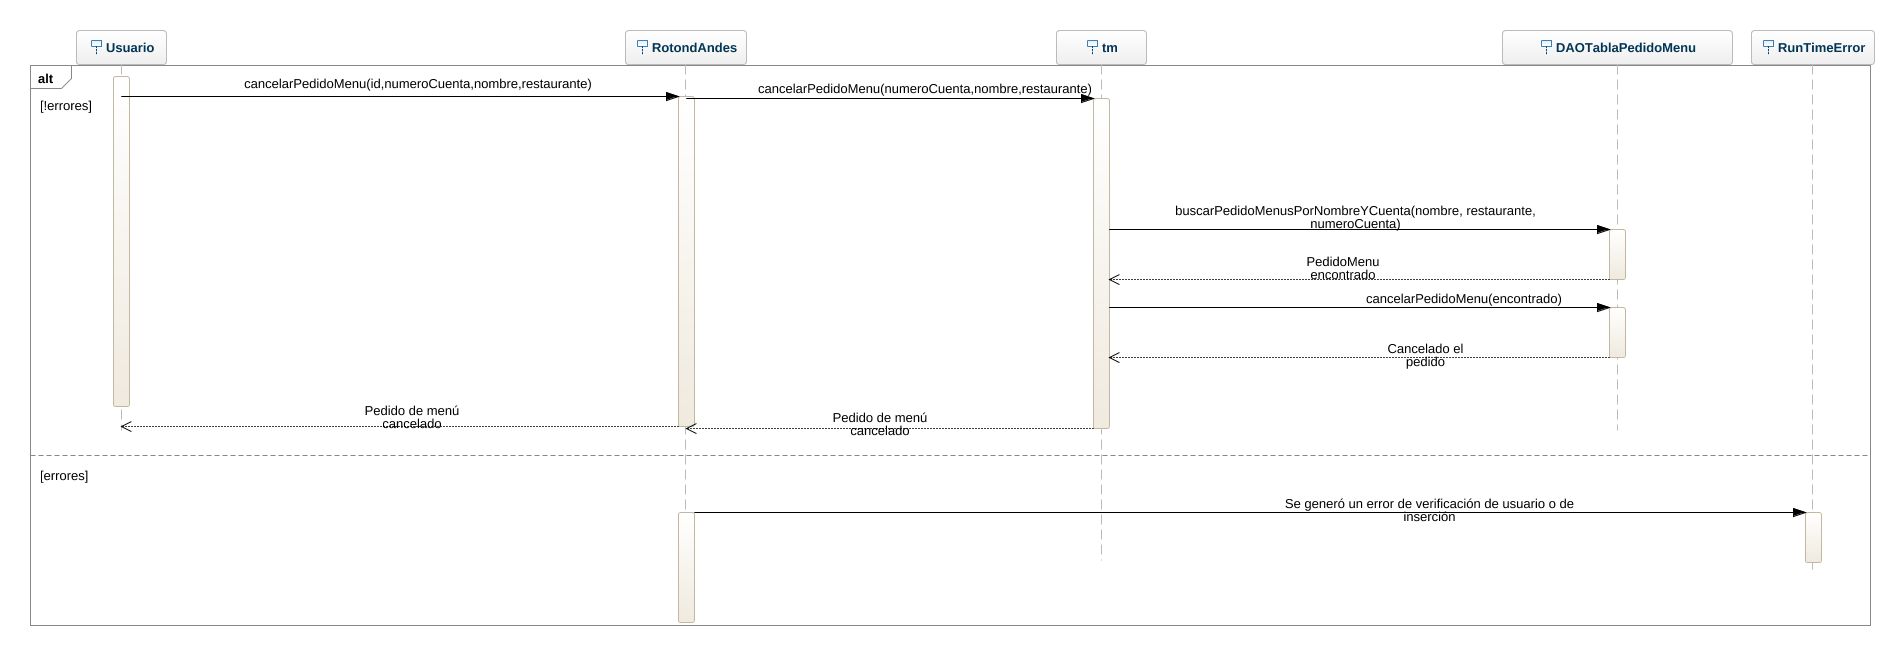 Usuario
RotondAndes
tm
DAOTablaPedidoMenu
RunTimeError
alt
[!errores]
cancelarPedidoMenu(id,numeroCuenta,nombre,restaurante)
cancelarPedidoMenu(numeroCuenta,nombre,restaurante)
buscarPedidoMenusPorNombreYCuenta(nombre, restaurante,
numeroCuenta)
PedidoMenu
encontrado
cancelarPedidoMenu(encontrado)
Cancelado el
pedido
Pedido de menú
cancelado
Pedido de menú
cancelado
[errores]
Se generó un error de verificación de usuario o de
inserción